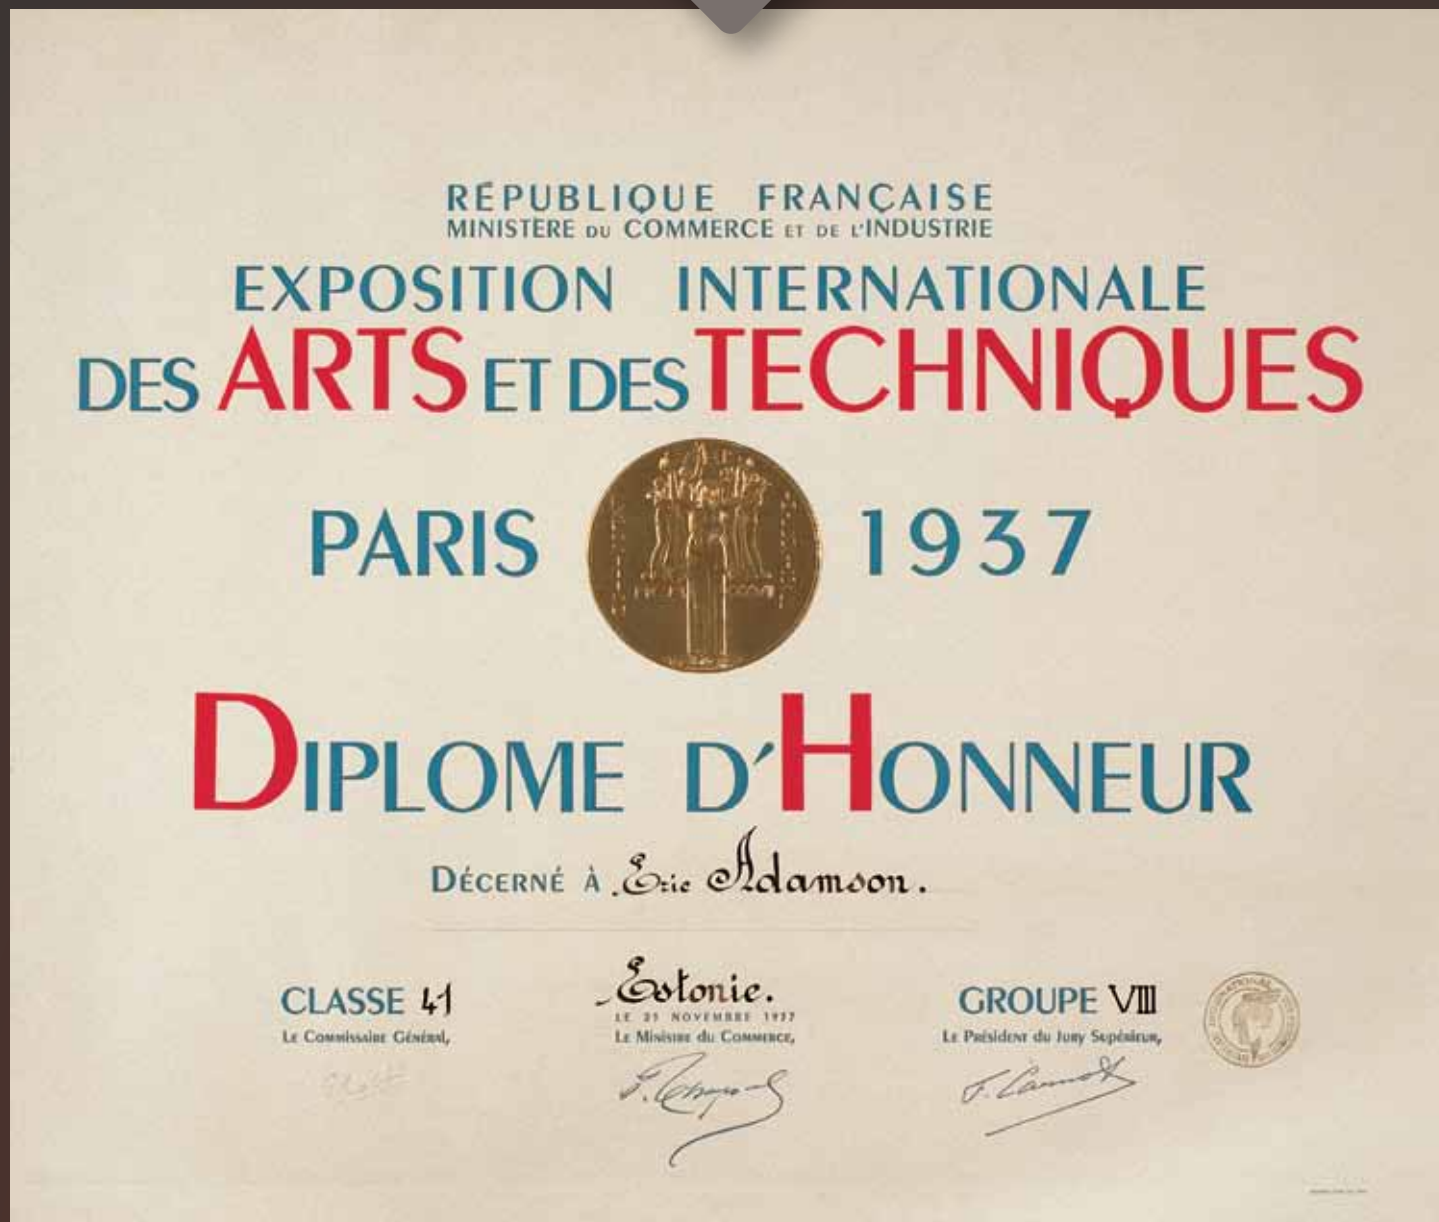 RÉPUBLIQUE FRANÇAISE
MINISTÈRE DU COMMERCE ET DE L'INDUSTRIE
EXPOSITION INTERNATIONALE
DES ARTS ET DES TECHNIQUES
PARIS 1937
DIPLOME D'HONNEUR
DÉCERNÉ À Eric Adamson.
CLASSE 41 Estonie. GROUPE VIII
LE 25 NOVEMBRE 1937
LE COMMISSAIRE GÉNÉRAL, LE MINISTRE DU COMMERCE, LE PRÉSIDENT DU JURY SUPÉRIEUR,